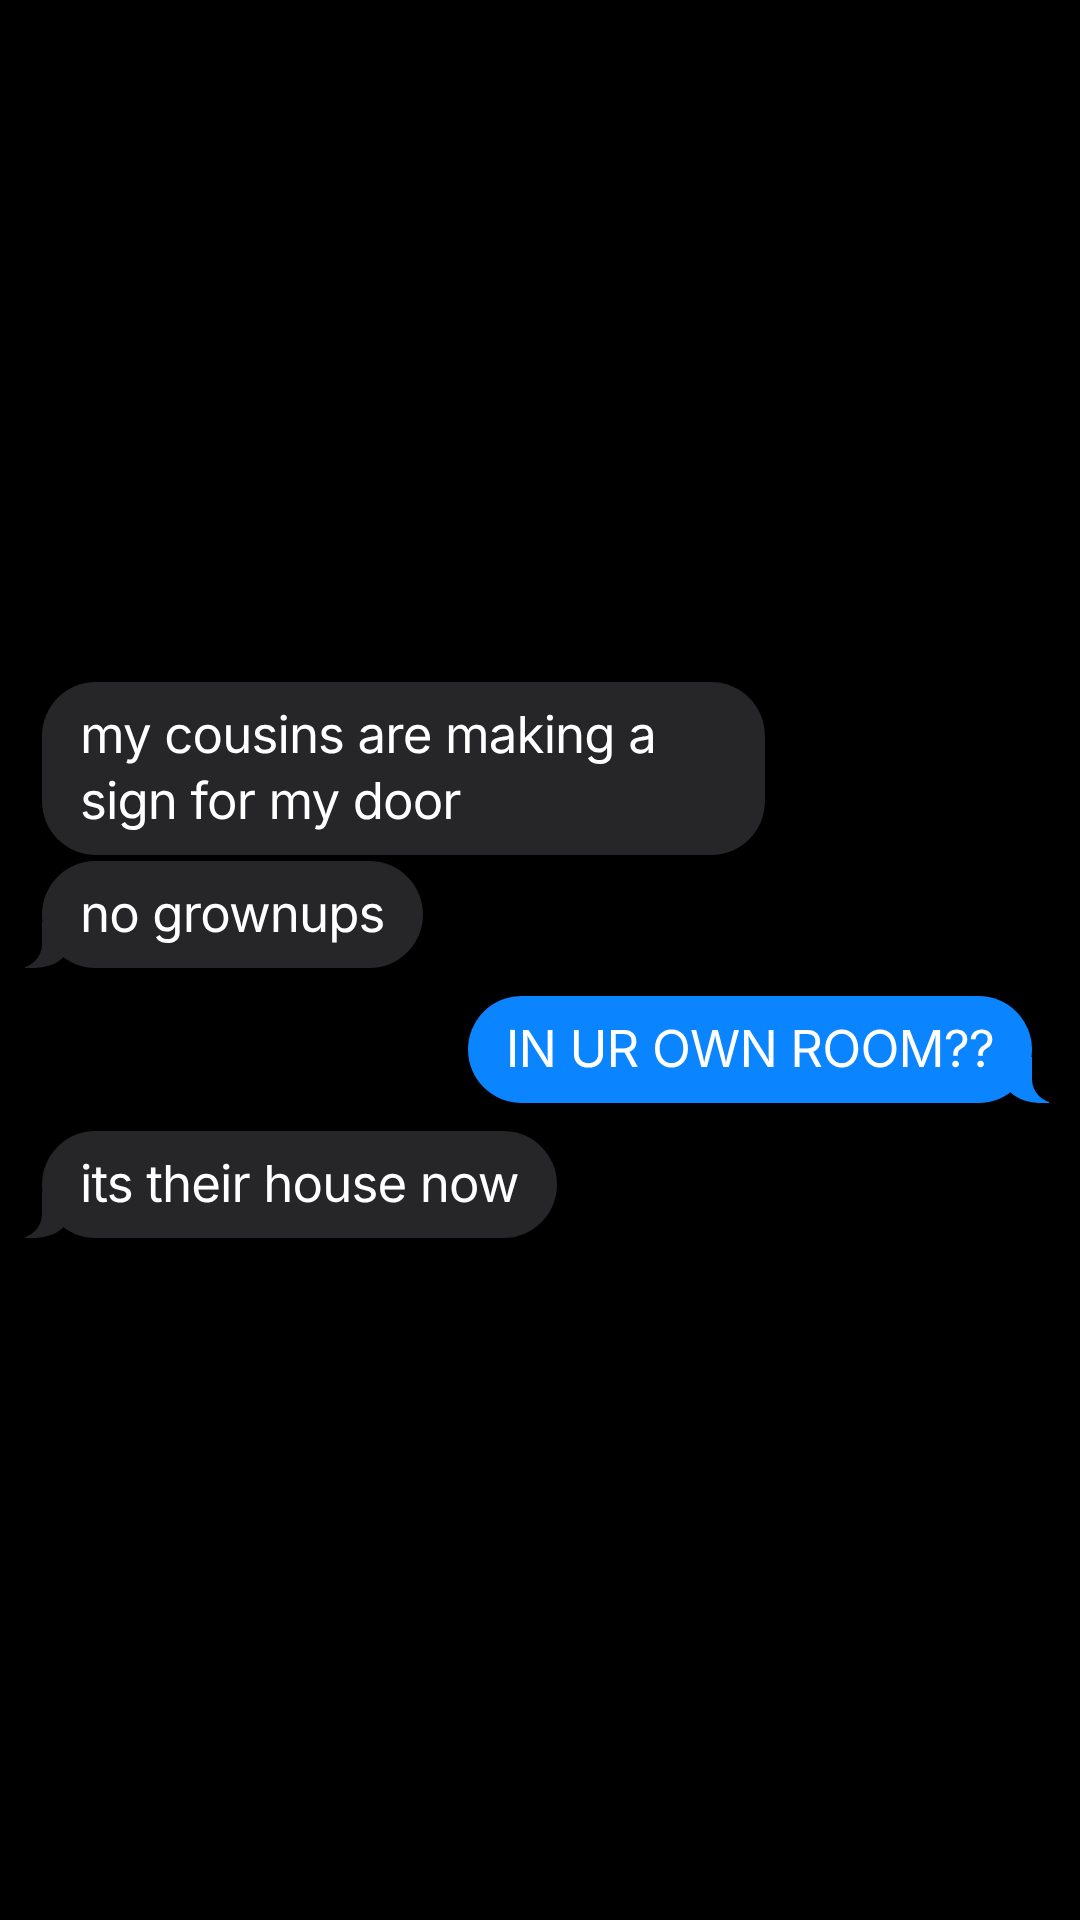 my cousins are making a
sign for my door
no grownups
IN UR OWN ROOM??
its their house now